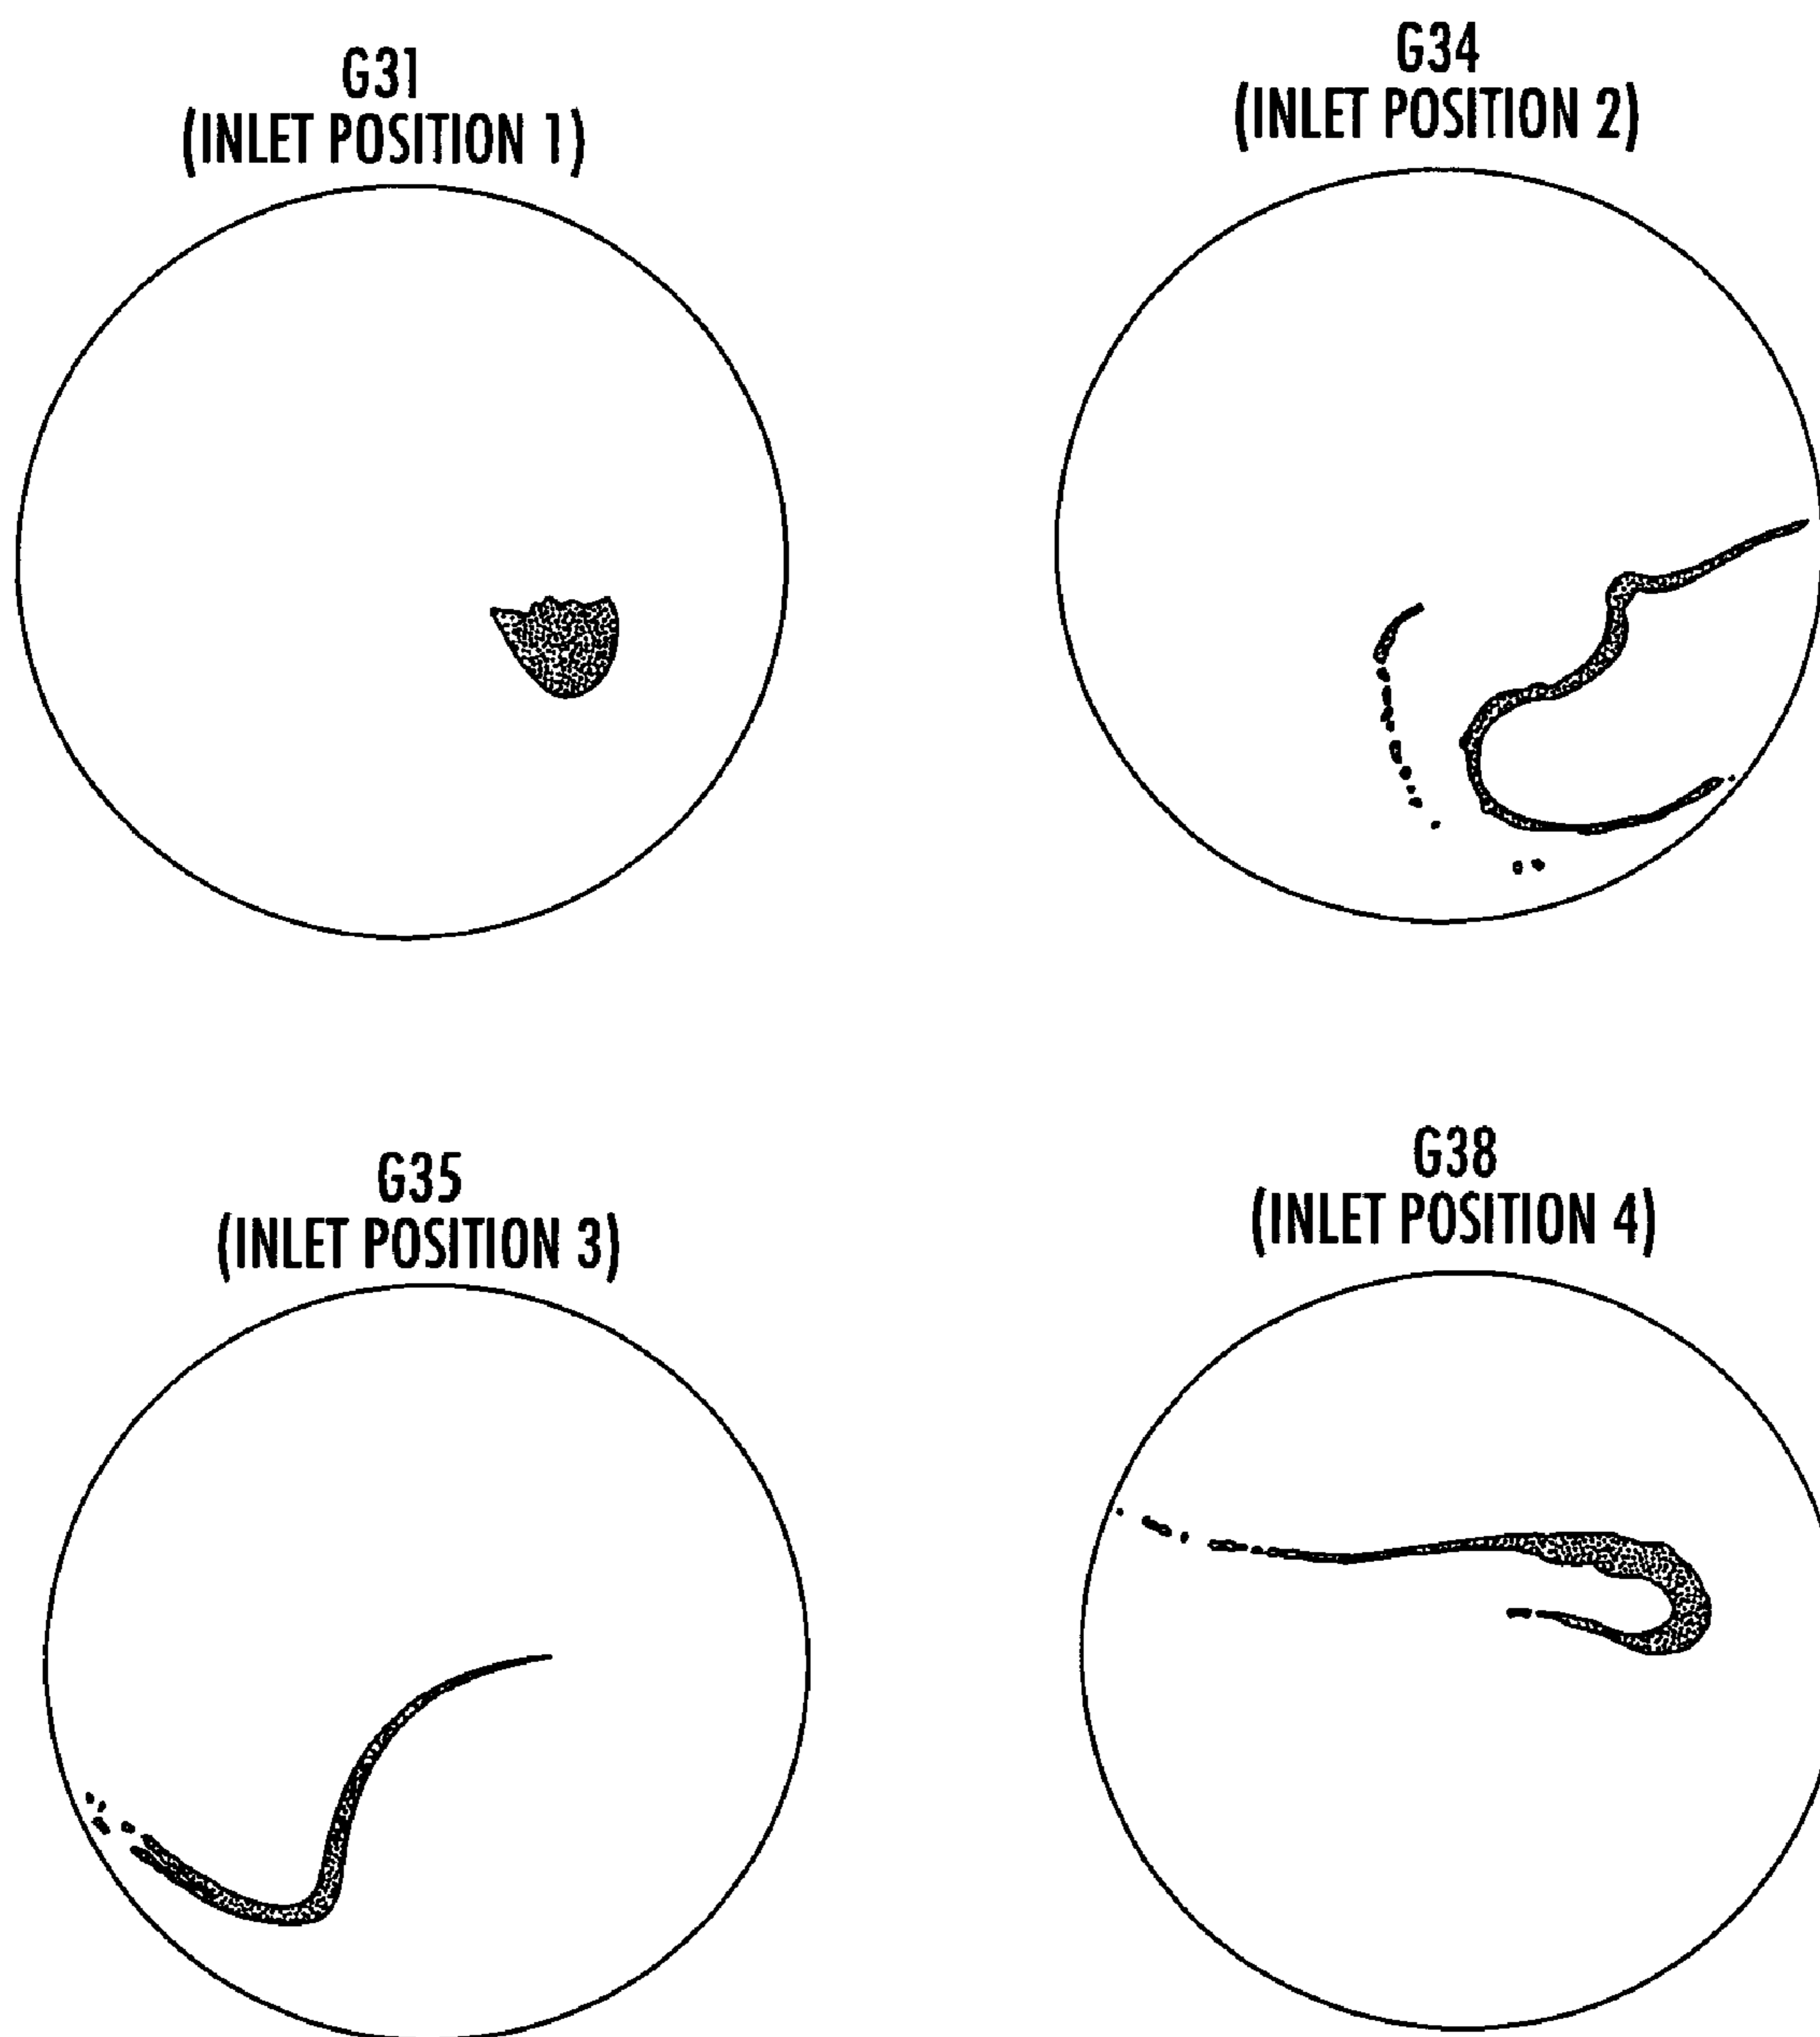 G31
(INLET POSITION 1)
G34
(INLET POSITION 2)
G35
(INLET POSITION 3)
G38
(INLET POSITION 4)